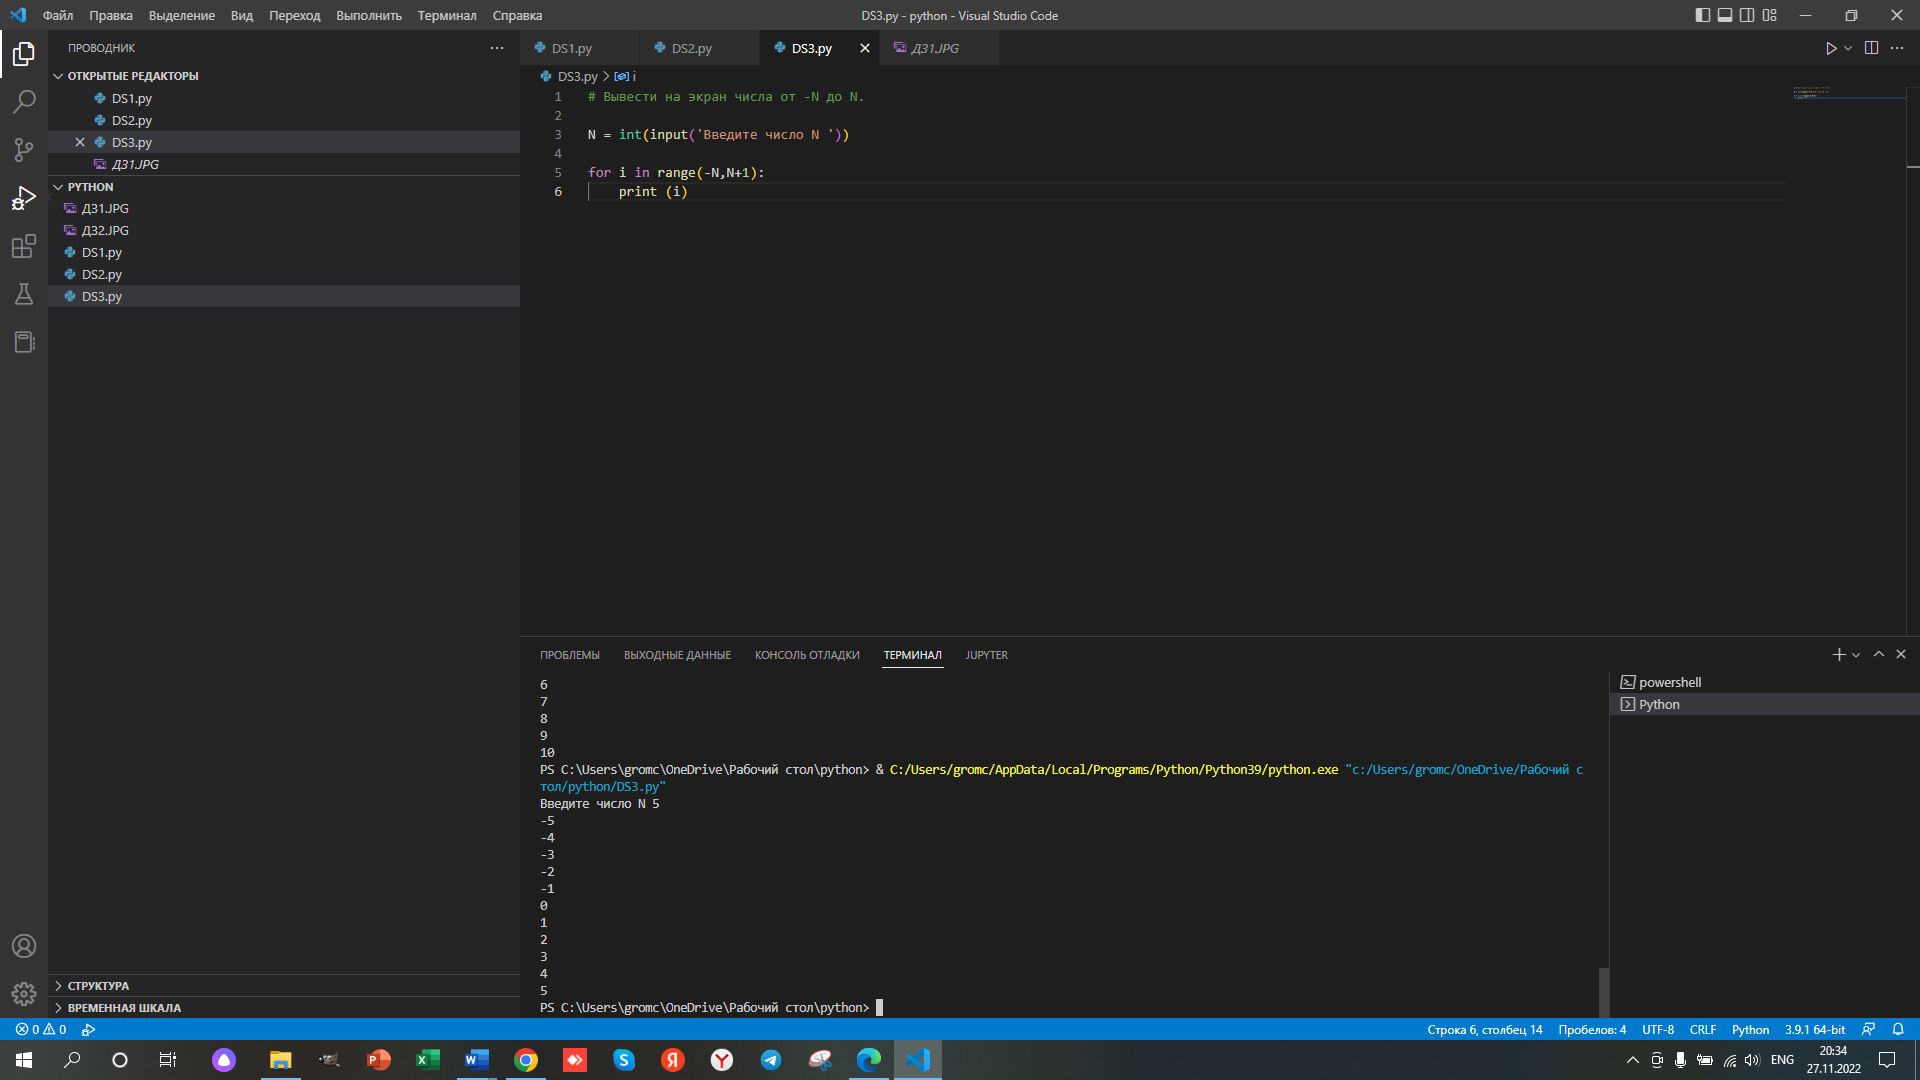 Файл Правка Выделение Вид Переход Выполнить Терминал Справка
DS3.py - python - Visual Studio Code
ПРОВОДНИК
ОТКРЫТЫЕ РЕДАКТОРЫ
DS1.py
DS2.py
DS3.py
ДЗ1.JPG
PYTHON
ДЗ1.JPG
ДЗ2.JPG
DS1.py
DS2.py
DS3.py
СТРУКТУРА
ВРЕМЕННАЯ ШКАЛА
DS1.py DS2.py DS3.py ДЗ1.JPG
DS3.py > i
1 # Вывести на экран числа от -N до N.
2
3 N = int(input('Введите число N '))
4
5 for i in range(-N,N+1):
6 print (i)
ПРОБЛЕМЫ ВЫХОДНЫЕ ДАННЫЕ КОНСОЛЬ ОТЛАДКИ ТЕРМИНАЛ JUPYTER
6
7
8
9
10
PS C:\Users\gromc\OneDrive\Рабочий стол\python> & C:/Users/gromc/AppData/Local/Programs/Python/Python39/python.exe "c:/Users/gromc/OneDrive/Рабочий с
тол/python/DS3.py"
Введите число N 5
-5
-4
-3
-2
-1
0
1
2
3
4
5
PS C:\Users\gromc\OneDrive\Рабочий стол\python>
powershell
Python
0 0
Строка 6, столбец 14 Пробелов: 4 UTF-8 CRLF Python 3.9.1 64-bit
ENG
20:34
27.11.2022